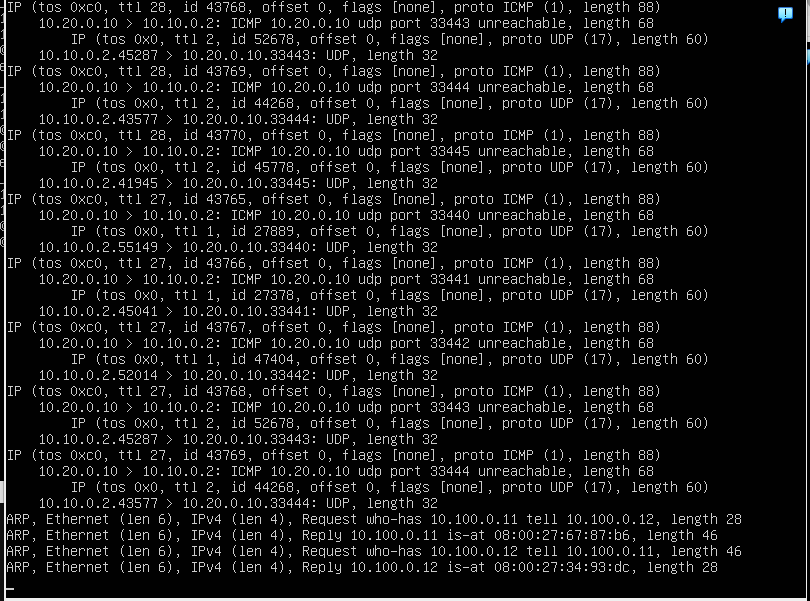 IP (tos 0xc0, ttl 28, id 43768, offset 0, flags [none], proto ICMP (1), length 88)
10.20.0.10 > 10.10.0.2: ICMP 10.20.0.10 udp port 33443 unreachable, length 68
IP (tos 0x0, ttl 2, id 52678, offset 0, flags [none], proto UDP (17), length 60)
10.10.0.2.45287 > 10.20.0.10.33443: UDP, length 32
IP (tos 0xc0, ttl 28, id 43769, offset 0, flags [none], proto ICMP (1), length 88)
10.20.0.10 > 10.10.0.2: ICMP 10.20.0.10 udp port 33444 unreachable, length 68
IP (tos 0x0, ttl 2, id 44268, offset 0, flags [none], proto UDP (17), length 60)
10.10.0.2.43577 > 10.20.0.10.33444: UDP, length 32
IP (tos 0xc0, ttl 28, id 43770, offset 0, flags [none], proto ICMP (1), length 88)
10.20.0.10 > 10.10.0.2: ICMP 10.20.0.10 udp port 33445 unreachable, length 68
IP (tos 0x0, ttl 2, id 45778, offset 0, flags [none], proto UDP (17), length 60)
10.10.0.2.41945 > 10.20.0.10.33445: UDP, length 32
IP (tos 0xc0, ttl 27, id 43765, offset 0, flags [none], proto ICMP (1), length 88)
10.20.0.10 > 10.10.0.2: ICMP 10.20.0.10 udp port 33440 unreachable, length 68
IP (tos 0x0, ttl 1, id 27889, offset 0, flags [none], proto UDP (17), length 60)
10.10.0.2.55149 > 10.20.0.10.33440: UDP, length 32
IP (tos 0xc0, ttl 27, id 43766, offset 0, flags [none], proto ICMP (1), length 88)
10.20.0.10 > 10.10.0.2: ICMP 10.20.0.10 udp port 33441 unreachable, length 68
IP (tos 0x0, ttl 1, id 27378, offset 0, flags [none], proto UDP (17), length 60)
10.10.0.2.45041 > 10.20.0.10.33441: UDP, length 32
IP (tos 0xc0, ttl 27, id 43767, offset 0, flags [none], proto ICMP (1), length 88)
10.20.0.10 > 10.10.0.2: ICMP 10.20.0.10 udp port 33442 unreachable, length 68
IP (tos 0x0, ttl 1, id 47404, offset 0, flags [none], proto UDP (17), length 60)
10.10.0.2.52014 > 10.20.0.10.33442: UDP, length 32
IP (tos 0xc0, ttl 27, id 43768, offset 0, flags [none], proto ICMP (1), length 88)
10.20.0.10 > 10.10.0.2: ICMP 10.20.0.10 udp port 33443 unreachable, length 68
IP (tos 0x0, ttl 2, id 52678, offset 0, flags [none], proto UDP (17), length 60)
10.10.0.2.45287 > 10.20.0.10.33443: UDP, length 32
IP (tos 0xc0, ttl 27, id 43769, offset 0, flags [none], proto ICMP (1), length 88)
10.20.0.10 > 10.10.0.2: ICMP 10.20.0.10 udp port 33444 unreachable, length 68
IP (tos 0x0, ttl 2, id 44268, offset 0, flags [none], proto UDP (17), length 60)
10.10.0.2.43577 > 10.20.0.10.33444: UDP, length 32
ARP, Ethernet (len 6), IPv4 (len 4), Request who-has 10.100.0.11 tell 10.100.0.12, length 28
ARP, Ethernet (len 6), IPv4 (len 4), Reply 10.100.0.11 is-at 08:00:27:67:87:b6, length 46
ARP, Ethernet (len 6), IPv4 (len 4), Request who-has 10.100.0.12 tell 10.100.0.11, length 46
ARP, Ethernet (len 6), IPv4 (len 4), Reply 10.100.0.12 is-at 08:00:27:34:93:dc, length 28